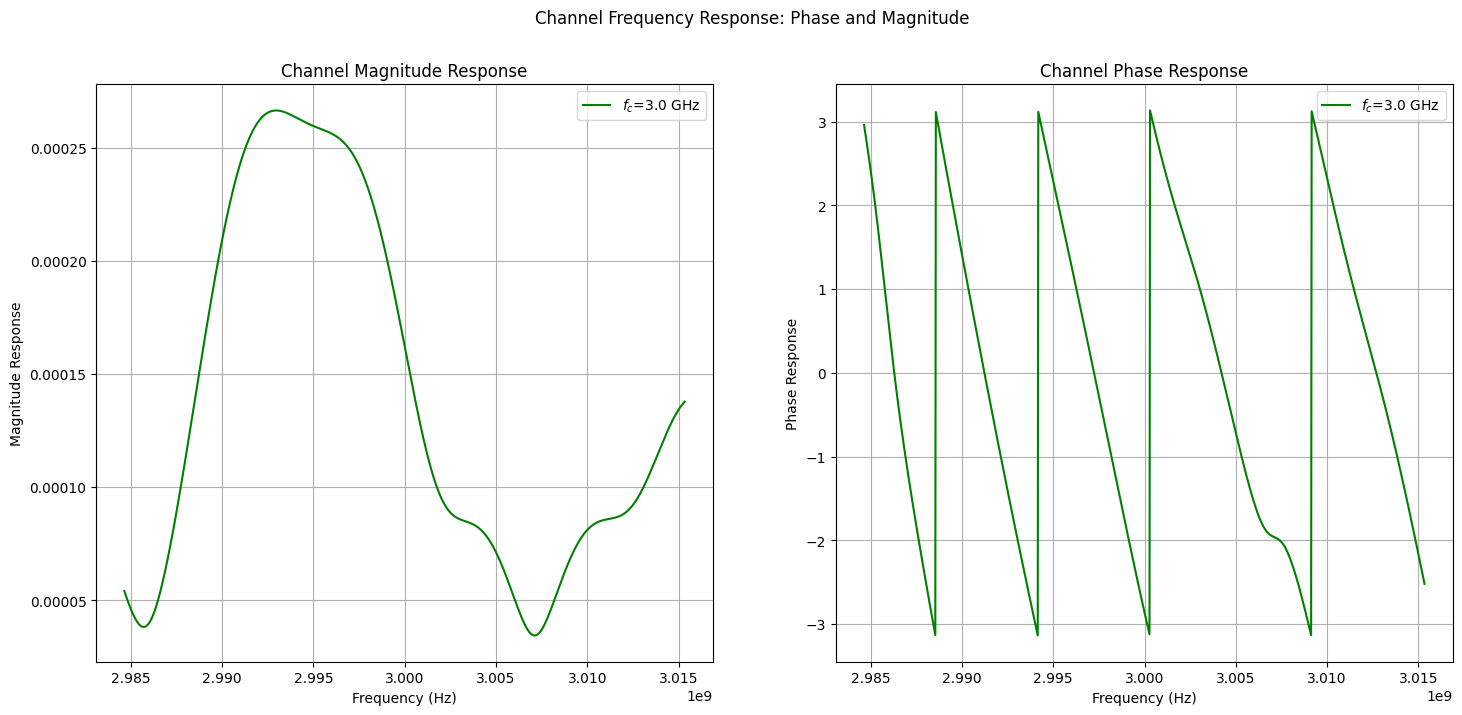 Channel Frequency Response: Phase and Magnitude
Channel Magnitude Response
f_c=3.0 GHz
0.00025
0.00020
0.00015
0.00010
0.00005
Magnitude Response
2.985 2.990 2.995 3.000 3.005 3.010 3.015
1e9
Frequency (Hz)
Channel Phase Response
f_c=3.0 GHz
3
2
1
0
−1
−2
−3
Phase Response
2.985 2.990 2.995 3.000 3.005 3.010 3.015
1e9
Frequency (Hz)